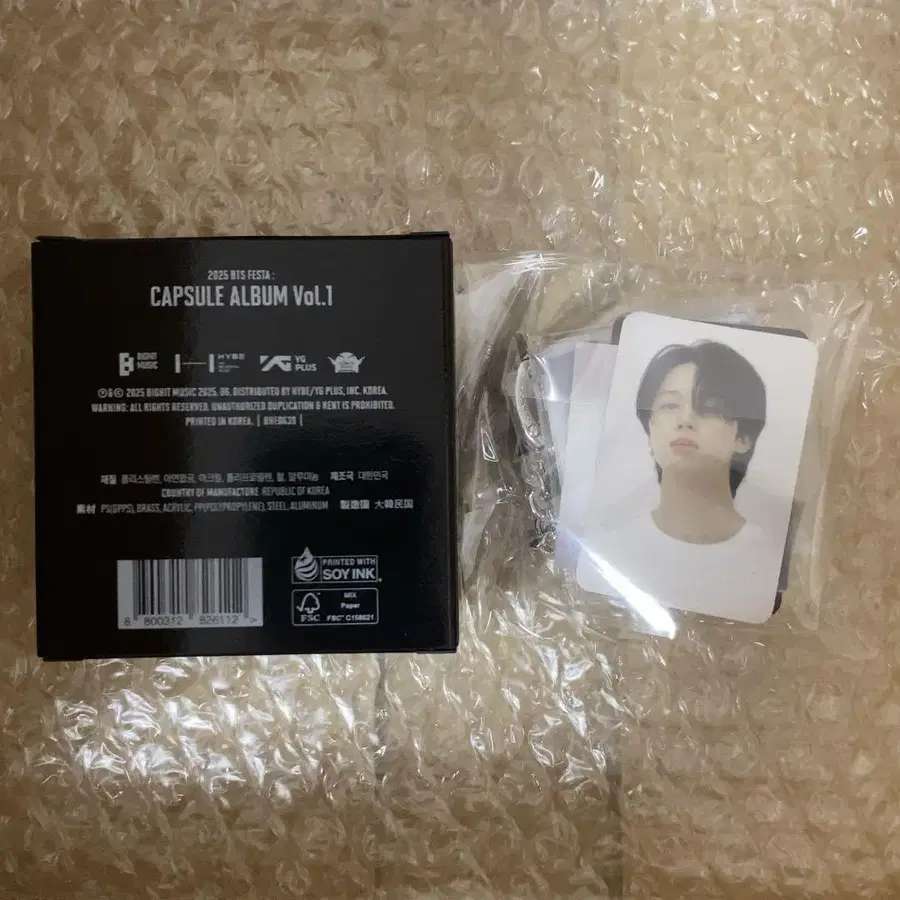 2025 BTS FESTA :
CAPSULE ALBUM Vol.1
BIGHIT MUSIC
HYBE
YG PLUS
℗&© 2025 BIGHIT MUSIC 2025. 06. DISTRIBUTED BY HYBE/YG PLUS, INC. KOREA.
WARNING: ALL RIGHTS RESERVED. UNAUTHORIZED DUPLICATION & RENT IS PROHIBITED.
PRINTED IN KOREA.
재질 폴리스틸렌, 아연합금, 아크릴, 폴리프로필렌, 철, 알루미늄 제조국 대한민국
COUNTRY OF MANUFACTURE REPUBLIC OF KOREA
素材 PS(GPPS), BRASS, ACRYLIC, PP(POLYPROPYLENE), STEEL, ALUMINUM 製造国 大韓民国
PRINTED WITH
SOY INK
8 800312 826112 >
MIX
Paper
FSC
FSC™ C158621